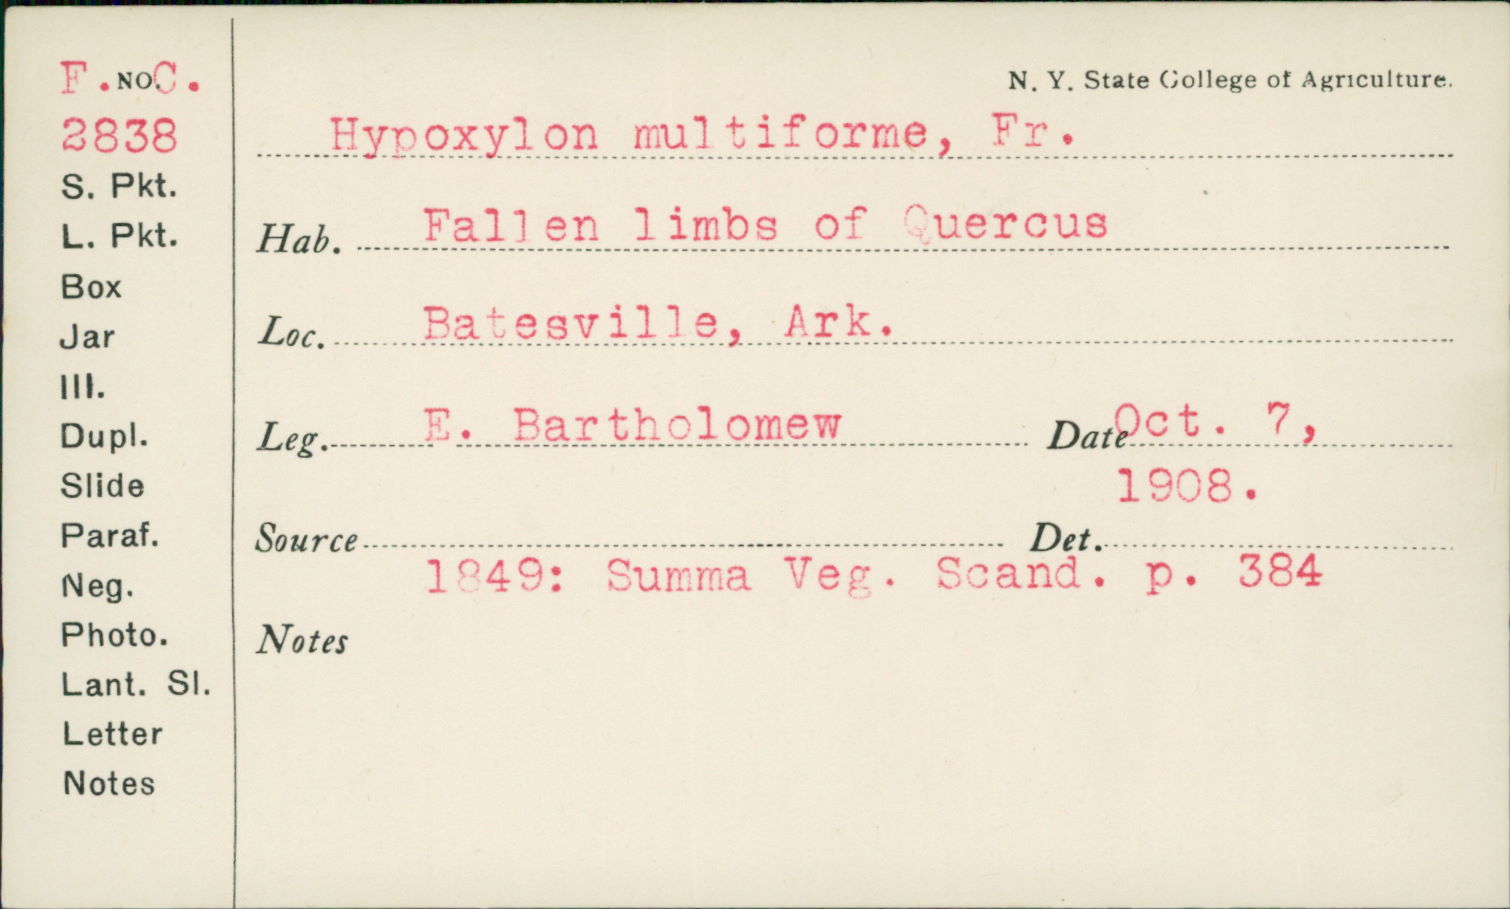 F. NO. C.
2838
S. Pkt.
L. Pkt.
Box
Jar
Ill.
Dupl.
Slide
Paraf.
Neg.
Photo.
Lant. Sl.
Letter
Notes
N. Y. State College of Agriculture.
Hypoxylon multiforme, Fr.
Hab. Fallen limbs of Quercus
Loc. Batesville, Ark.
Leg. E. Bartholomew Date Oct. 7,
1908.
Source Det.
1849: Summa Veg. Scand. p. 384
Notes